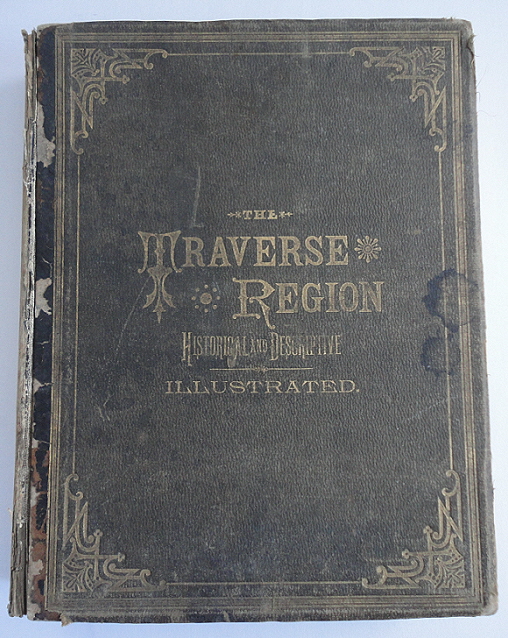 THE
TRAVERSE
REGION
HISTORICAL AND DESCRIPTIVE
ILLUSTRATED.